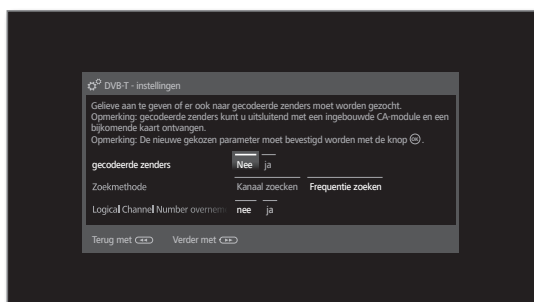 DVB-T - instellingen
Gelieve aan te geven of er ook naar gecodeerde zenders moet worden gezocht.
Opmerking: gecodeerde zenders kunt u uitsluitend met een ingebouwde CA-module en een
bijkomende kaart ontvangen.
Opmerking: De nieuwe gekozen parameter moet bevestigd worden met de knop OK.
gecodeerde zenders Nee ja
Zoekmethode Kanaal zoecken Frequentie zoeken
Logical Channel Number overnem nee ja
Terug met Verder met